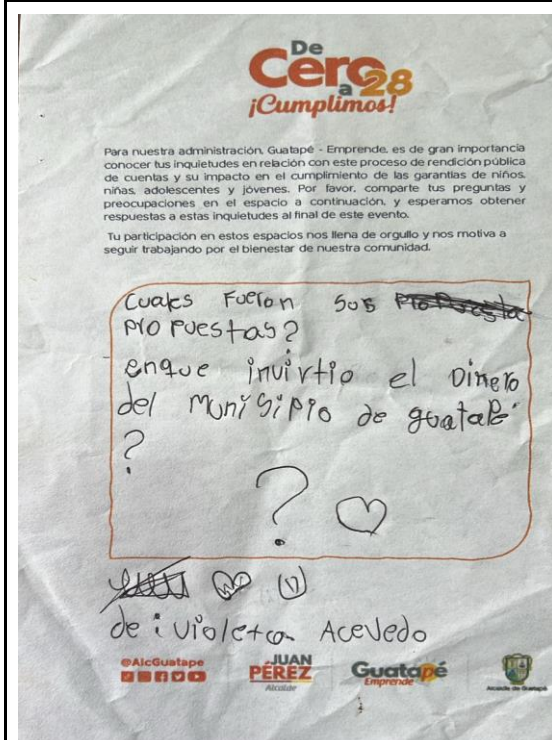 De
Cero
a 28
¡Cumplimos!
Para nuestra administración, Guatapé - Emprende, es de gran importancia
conocer tus inquietudes en relación con este proceso de rendición pública
de cuentas y su impacto en el cumplimiento de las garantías de niños,
niñas, adolescentes y jóvenes. Por favor, comparte tus preguntas y
preocupaciones en el espacio a continuación, y esperamos obtener
respuestas a estas inquietudes al final de este evento.
Tu participación en estos espacios nos llena de orgullo y nos motiva a
seguir trabajando por el bienestar de nuestra comunidad.
Cuales Fueron sus
Propuestas?
enque invirtio el Dinero
del Munisipio de guatape
?
?
de: violeta Acevedo
@AlcGuatape
JUAN
PÉREZ
Alcalde
Guatapé
Emprende
Alcaldía de Guatapé